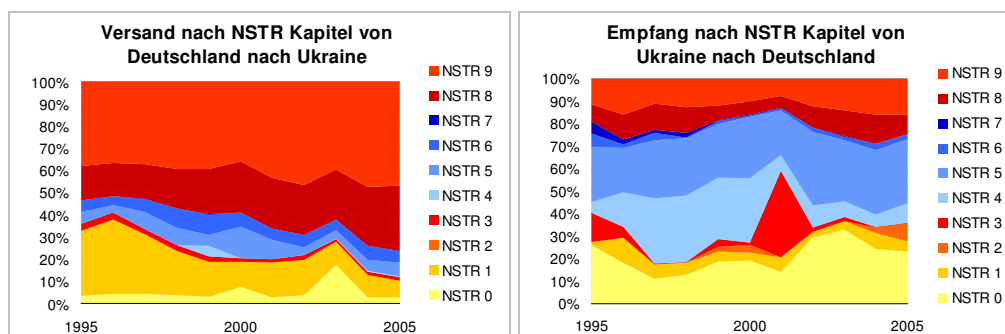 Versand nach NSTR Kapitel von
Deutschland nach Ukraine
100%
90%
80%
70%
60%
50%
40%
30%
20%
10%
0%
1995
2000
2005
NSTR 9
NSTR 8
NSTR 7
NSTR 6
NSTR 5
NSTR 4
NSTR 3
NSTR 2
NSTR 1
NSTR 0
Empfang nach NSTR Kapitel von
Ukraine nach Deutschland
100%
90%
80%
70%
60%
50%
40%
30%
20%
10%
0%
1995
2000
2005
NSTR 9
NSTR 8
NSTR 7
NSTR 6
NSTR 5
NSTR 4
NSTR 3
NSTR 2
NSTR 1
NSTR 0